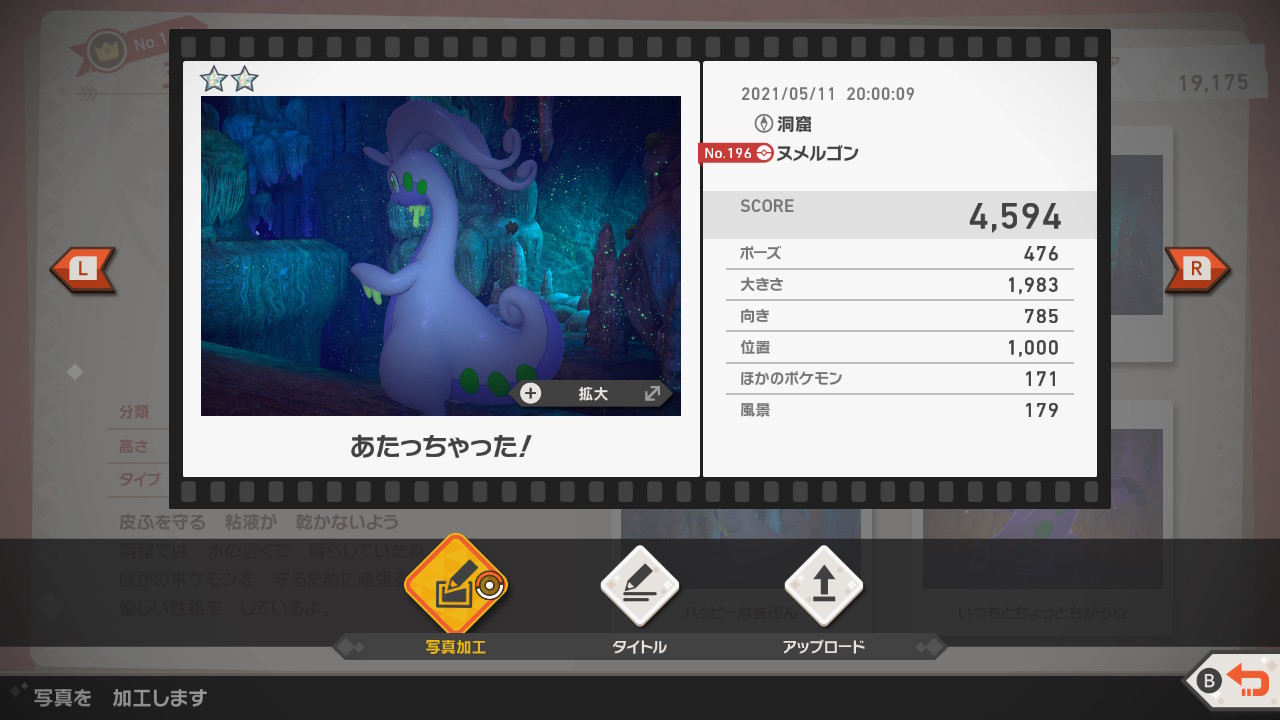 No.1
19,175
2021/05/11 20:00:09
洞窟
No.196 ヌメルゴン
SCORE 4,594
ポーズ 476
大きさ 1,983
向き 785
位置 1,000
ほかのポケモン 171
風景 179
L
R
拡大
あたっちゃった!
分類
高さ
タイプ
皮ふを守る 粘液が 乾かないよう
洞窟では 水の近くで 暮らしていたね
ほかのポケモンを 守るために頑張る
しい性格を しているよ。
ハッピーなきぶん
いつもとちょっとちがうね
写真加工
タイトル
アップロード
写真を 加工します
B